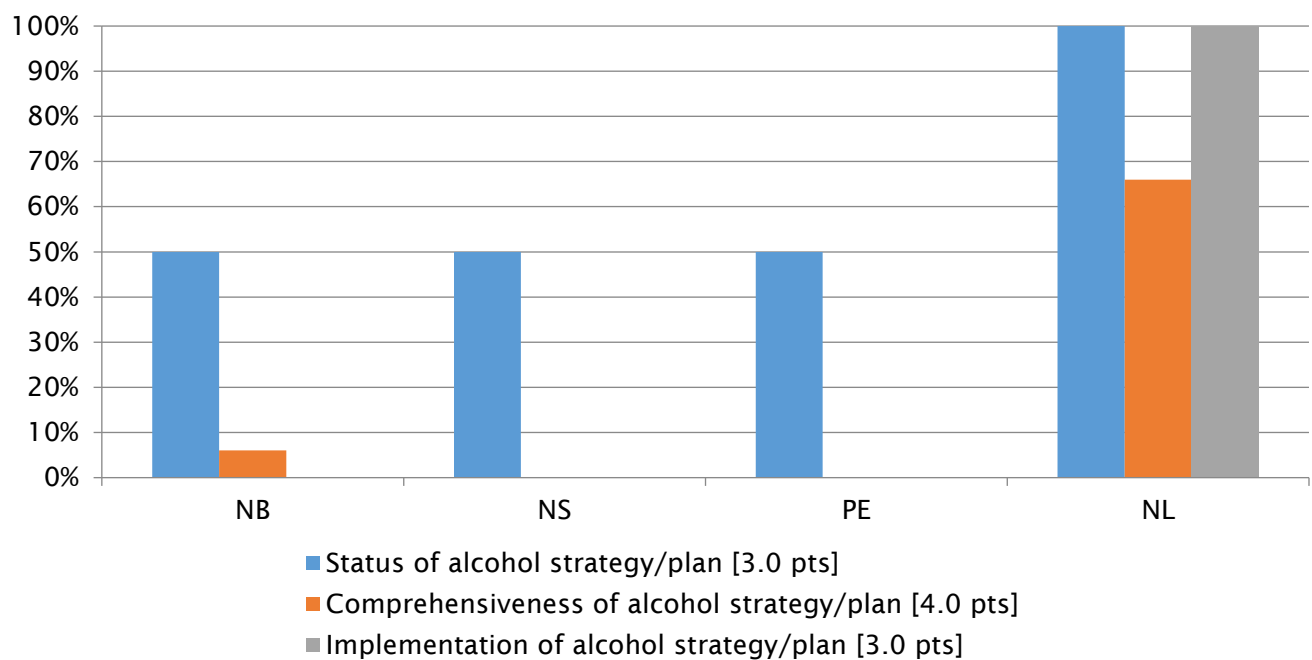 100%
90%
80%
70%
60%
50%
40%
30%
20%
10%
0%
NB NS PE NL
Status of alcohol strategy/plan [3.0 pts]
Comprehensiveness of alcohol strategy/plan [4.0 pts]
Implementation of alcohol strategy/plan [3.0 pts]